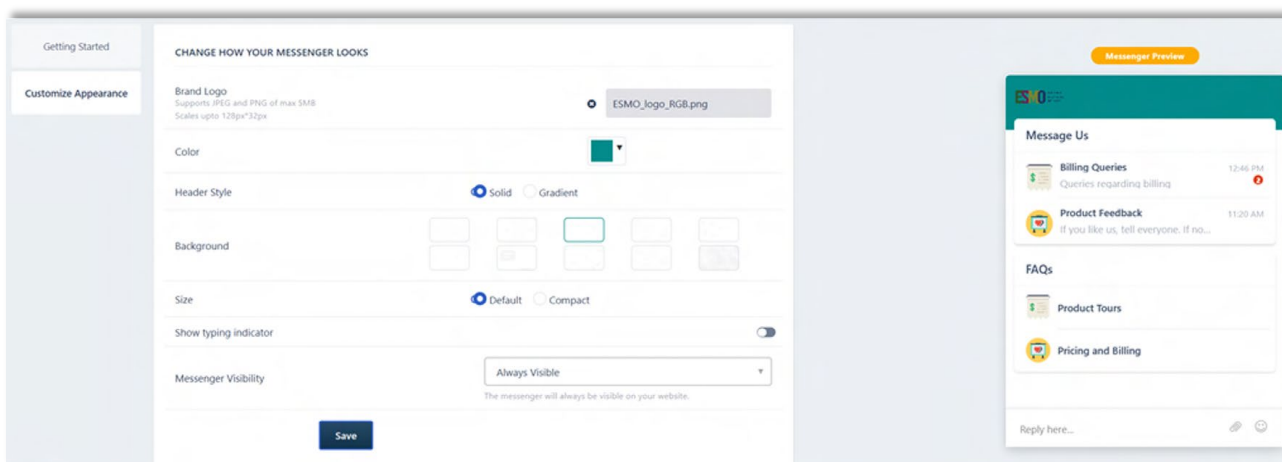 Getting Started
Customize Appearance
CHANGE HOW YOUR MESSENGER LOOKS
Brand Logo
Supports JPEG and PNG of max 5MB
Scales upto 128px*32px
ESMO_logo_RGB.png
Color
Header Style
Solid
Gradient
Background
Size
Default
Compact
Show typing indicator
Messenger Visibility
Always Visible
The messenger will always be visible on your website.
Save
Messenger Preview
ESMO
Message Us
Billing Queries
12:46 PM
Queries regarding billing
2
Product Feedback
11:20 AM
If you like us, tell everyone. If no...
FAQs
Product Tours
Pricing and Billing
Reply here...